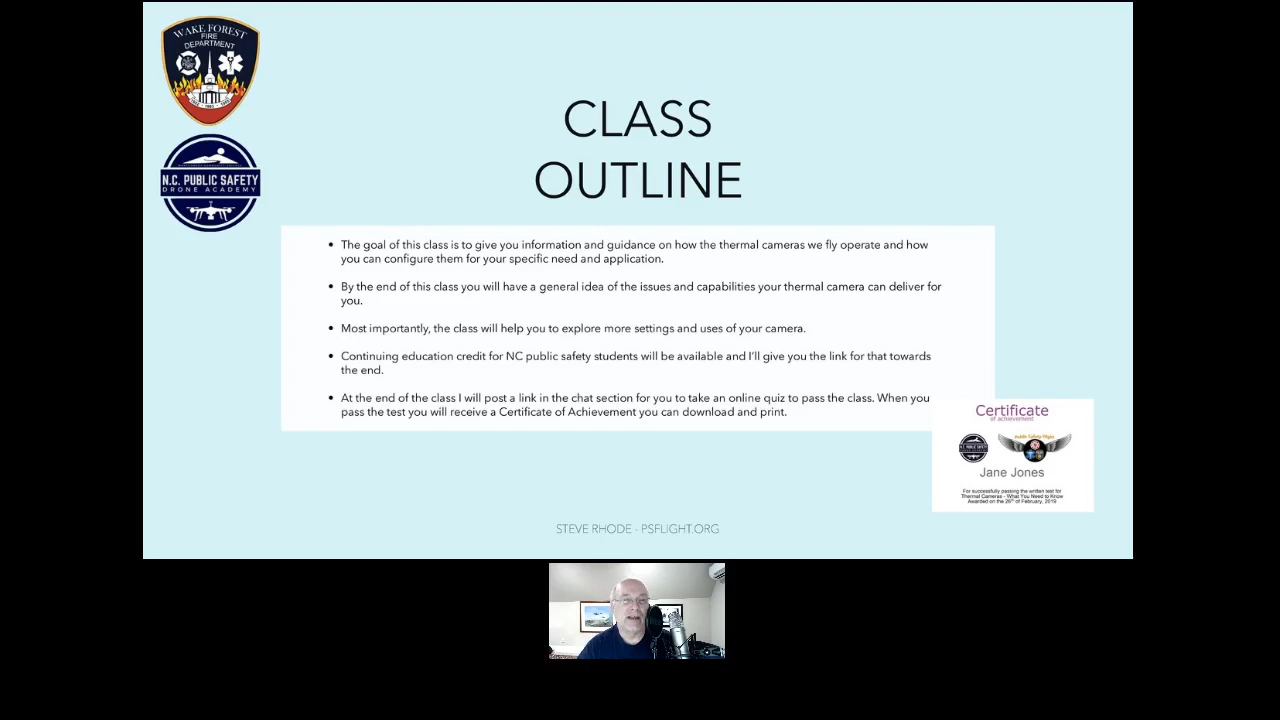 WAKE FOREST
FIRE
DEPARTMENT
N.C. PUBLIC SAFETY
DRONE ACADEMY
CLASS
OUTLINE
• The goal of this class is to give you information and guidance on how the thermal cameras we fly operate and how
you can configure them for your specific need and application.
• By the end of this class you will have a general idea of the issues and capabilities your thermal camera can deliver for
you.
• Most importantly, the class will help you to explore more settings and uses of your camera.
• Continuing education credit for NC public safety students will be available and I'll give you the link for that towards
the end.
• At the end of the class I will post a link in the chat section for you to take an online quiz to pass the class. When you
pass the test you will receive a Certificate of Achievement you can download and print.
Certificate
of achievement
N.C. PUBLIC SAFETY
Public Safety Flight
Jane Jones
For successfully passing the written test for
Thermal Cameras - What You Need to Know
Awarded on the 26th of February, 2019
STEVE RHODE - PSFLIGHT.ORG